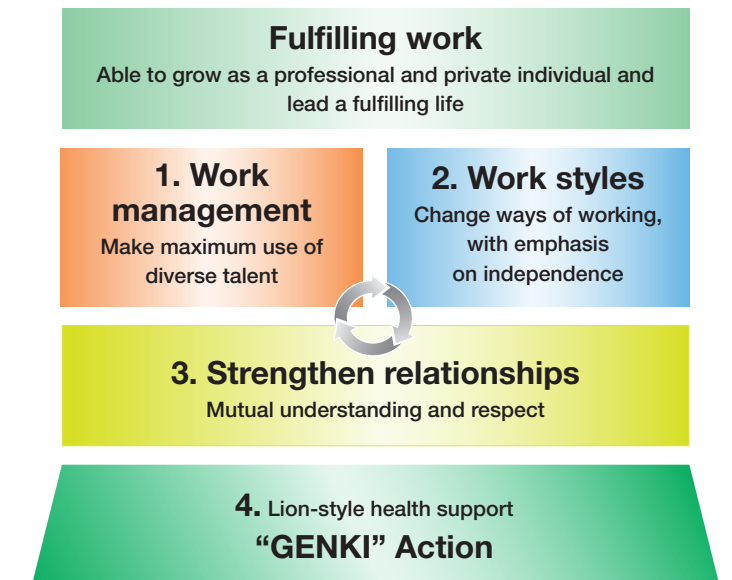 Fulfilling work
Able to grow as a professional and private individual and
lead a fulfilling life
1. Work
management
Make maximum use of
diverse talent
2. Work styles
Change ways of working,
with emphasis
on independence
3. Strengthen relationships
Mutual understanding and respect
4. Lion-style health support
“GENKI” Action